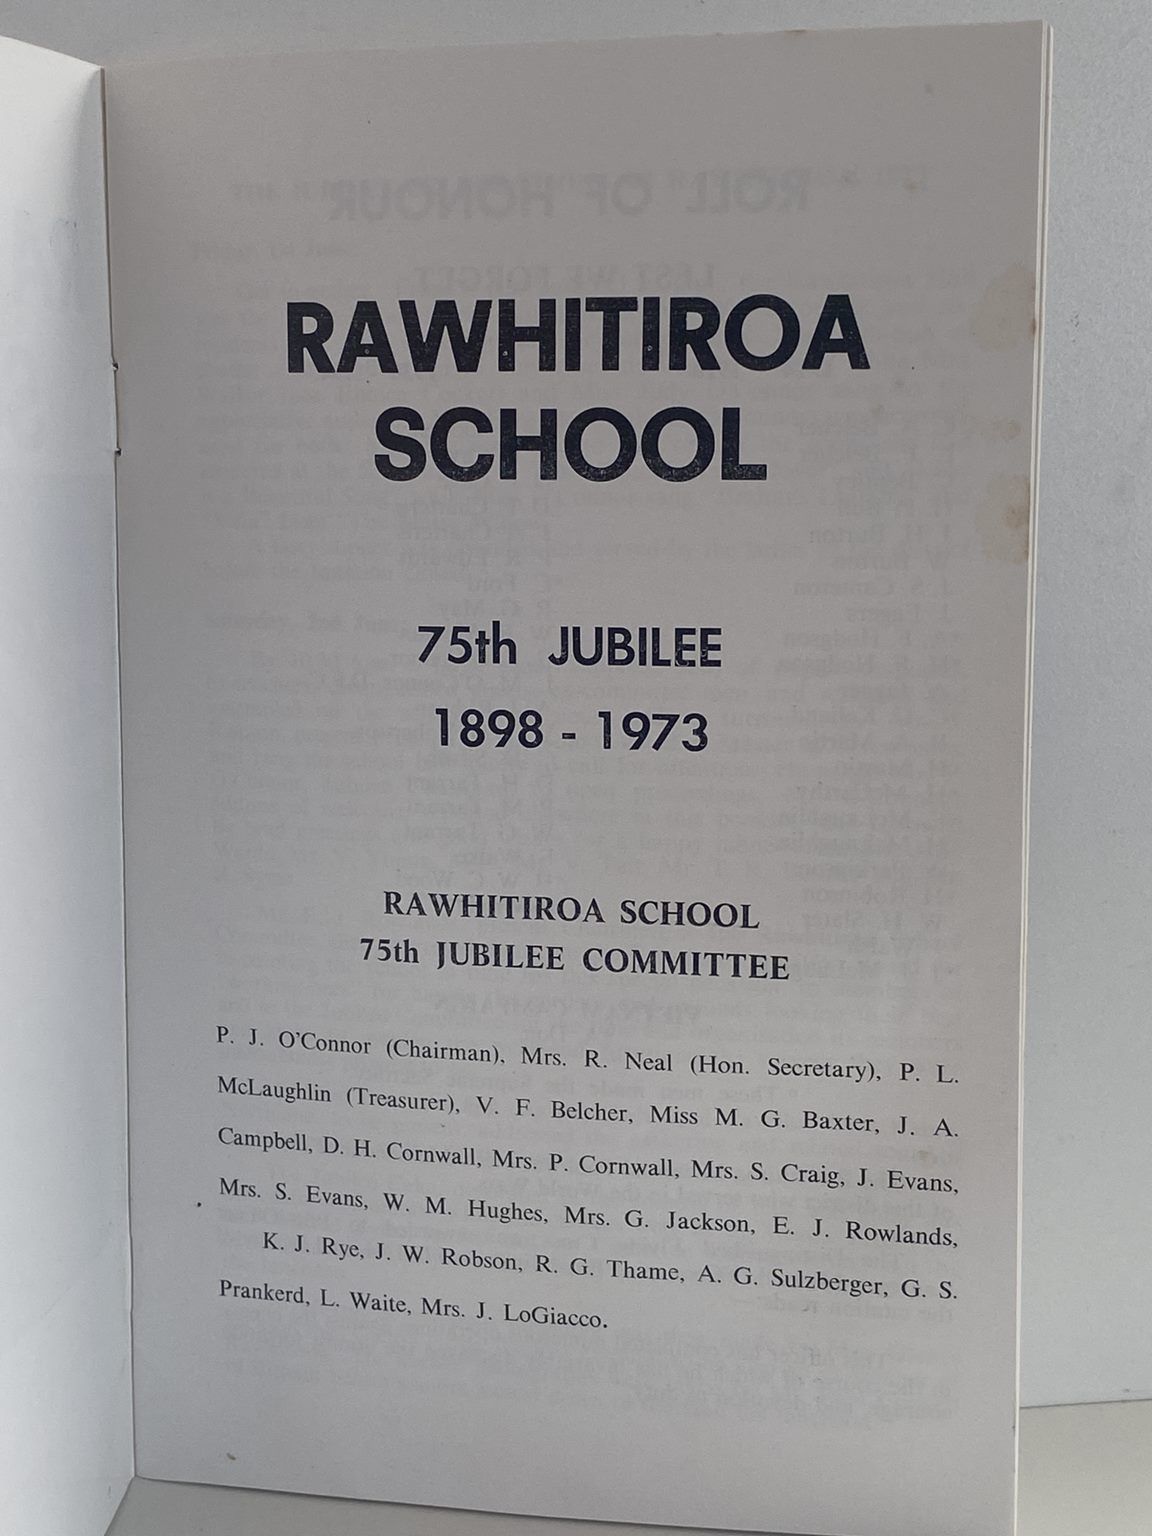 RAWHITIROA
SCHOOL
75th JUBILEE
1898 - 1973
RAWHITIROA SCHOOL
75th JUBILEE COMMITTEE
P. J. O'Connor (Chairman), Mrs. R. Neal (Hon. Secretary), P. L.
McLaughlin (Treasurer), V. F. Belcher, Miss M. G. Baxter, J. A.
Campbell, D. H. Cornwall, Mrs. P. Cornwall, Mrs. S. Craig, J. Evans,
Mrs. S. Evans, W. M. Hughes, Mrs. G. Jackson, E. J. Rowlands,
K. J. Rye, J. W. Robson, R. G. Thame, A. G. Sulzberger, G. S.
Prankerd, L. Waite, Mrs. J. LoGiacco.